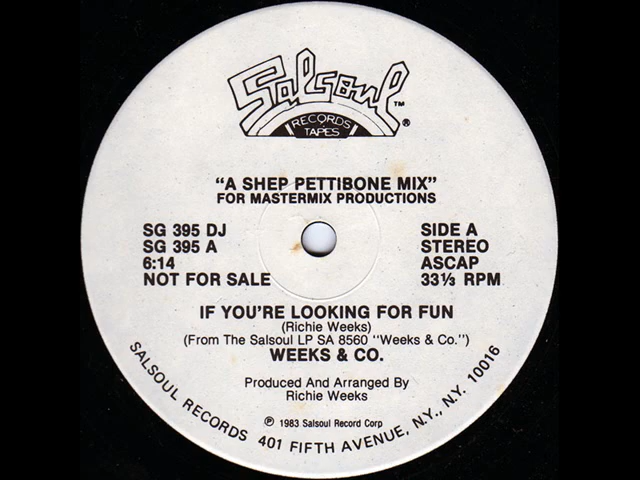 Salsoul™®
RECORDS
TAPES
"A SHEP PETTIBONE MIX"
FOR MASTERMIX PRODUCTIONS
SG 395 DJ
SG 395 A
6:14
NOT FOR SALE
SIDE A
STEREO
ASCAP
33⅓ RPM
IF YOU'RE LOOKING FOR FUN
(Richie Weeks)
(From The Salsoul LP SA 8560 "Weeks & Co.")
WEEKS & CO.
Produced And Arranged By
Richie Weeks
℗ 1983 Salsoul Record Corp
SALSOUL RECORDS 401 FIFTH AVENUE, N.Y., N.Y. 10016